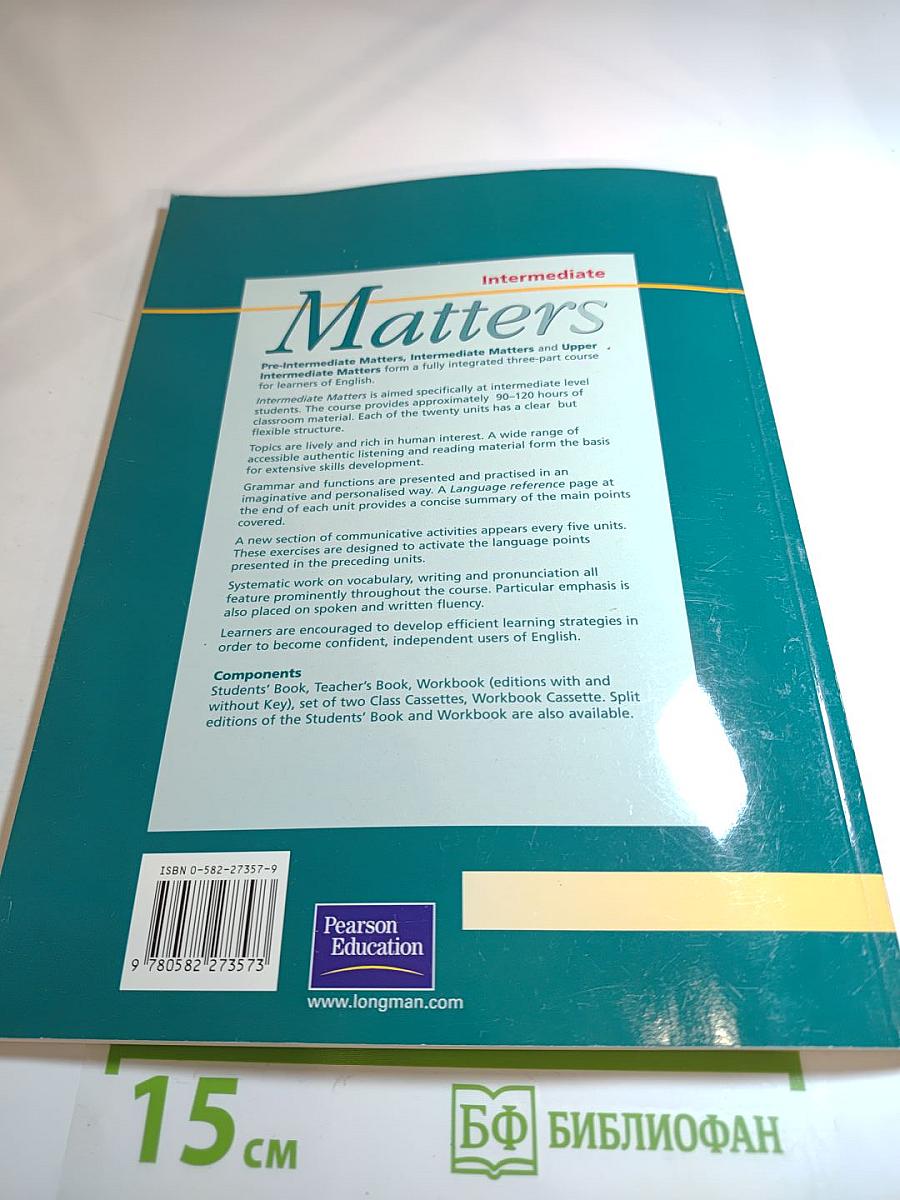 Intermediate
Matters
Pre-Intermediate Matters, Intermediate Matters and Upper
Intermediate Matters form a fully integrated three-part course
for learners of English.
Intermediate Matters is aimed specifically at intermediate level
students. The course provides approximately 90–120 hours of
classroom material. Each of the twenty units has a clear but
flexible structure.
Topics are lively and rich in human interest. A wide range of
accessible authentic listening and reading material form the basis
for extensive skills development.
Grammar and functions are presented and practised in an
imaginative and personalised way. A Language reference page at
the end of each unit provides a concise summary of the main points
covered.
A new section of communicative activities appears every five units.
These exercises are designed to activate the language points
presented in the preceding units.
Systematic work on vocabulary, writing and pronunciation all
feature prominently throughout the course. Particular emphasis is
also placed on spoken and written fluency.
Learners are encouraged to develop efficient learning strategies in
order to become confident, independent users of English.
Components
Students' Book, Teacher's Book, Workbook (editions with and
without Key), set of two Class Cassettes, Workbook Cassette. Split
editions of the Students' Book and Workbook are also available.
ISBN 0-582-27357-9
9 780582 273573
Pearson
Education
www.longman.com
15 см
БФ БИБЛИОФАН